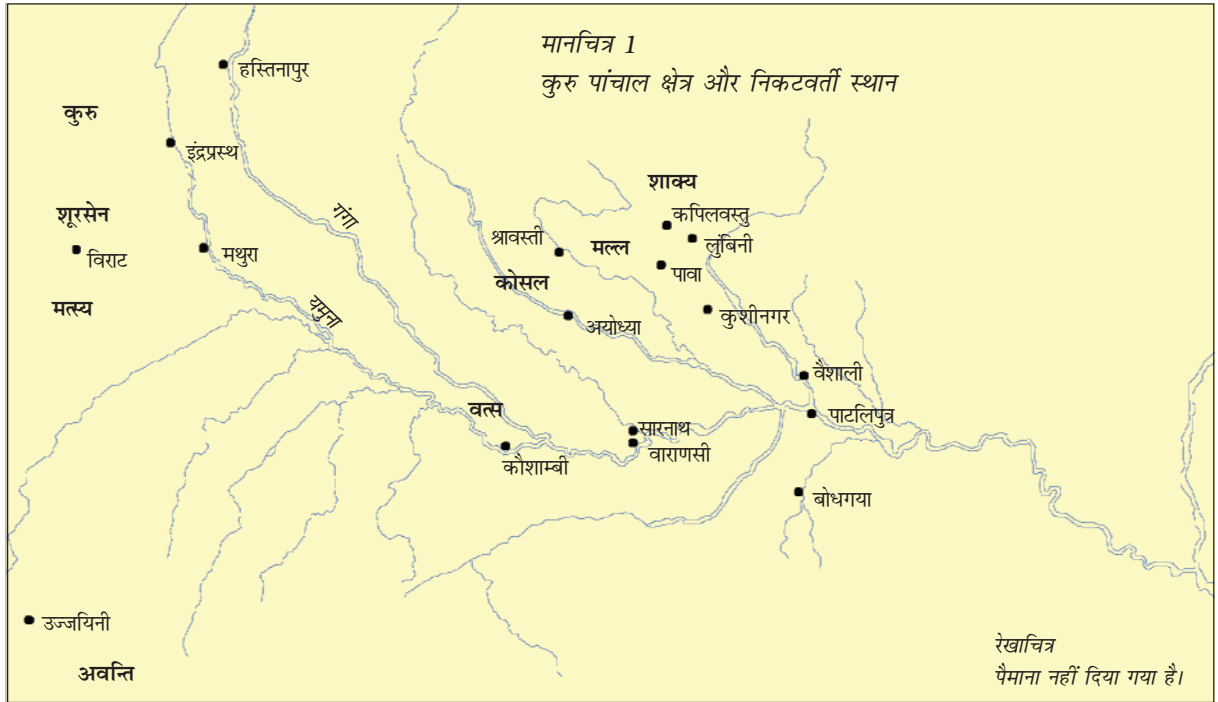 मानचित्र 1
कुरु पांचाल क्षेत्र और निकटवर्ती स्थान
हस्तिनापुर
कुरु
इंद्रप्रस्थ
शाक्य
शूरसेन
गंगा
कपिलवस्तु
श्रावस्ती
मल्ल
लुंबिनी
विराट
मथुरा
पावा
कोसल
मत्स्य
यमुना
अयोध्या
कुशीनगर
वैशाली
वत्स
पाटलिपुत्र
सारनाथ
वाराणसी
कौशाम्बी
बोधगया
उज्जयिनी
अवन्ति
रेखाचित्र
पैमाना नहीं दिया गया है।